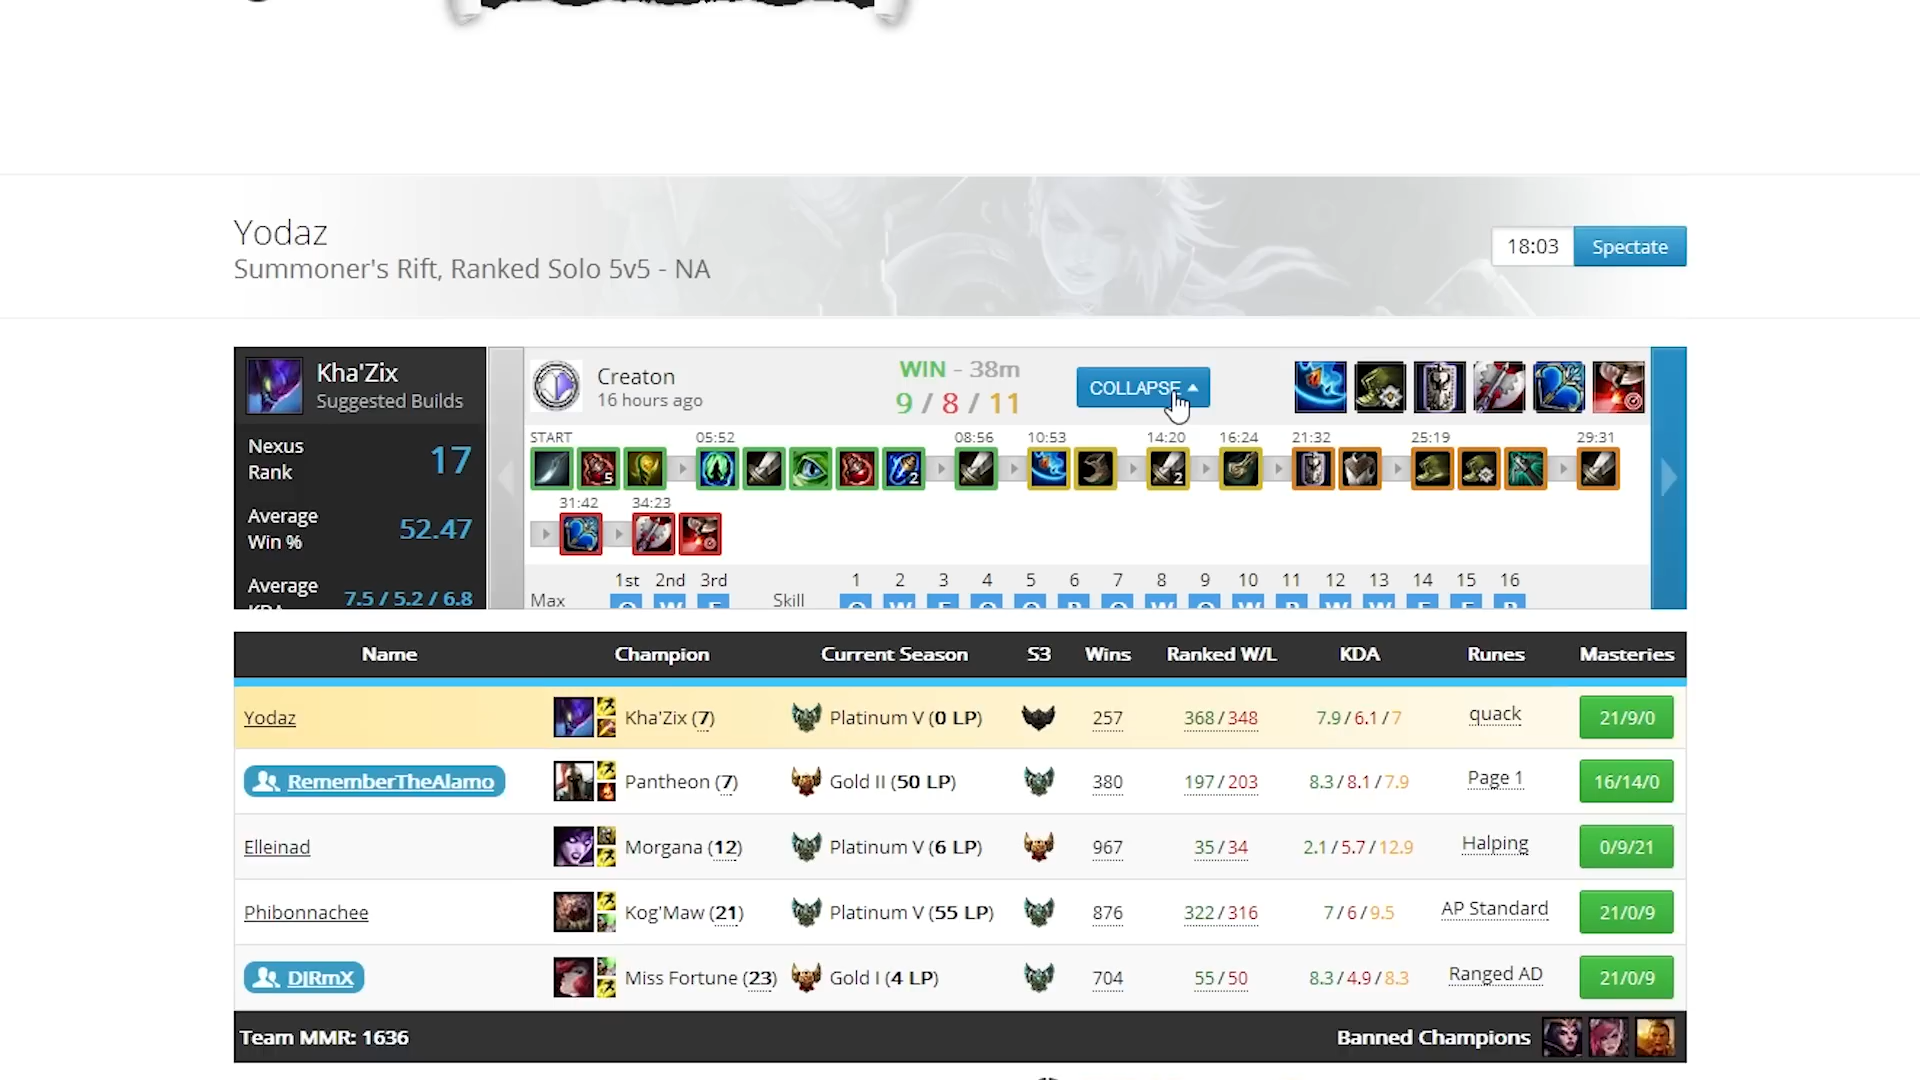 Yodaz
Summoner's Rift, Ranked Solo 5v5 - NA
18:03 Spectate
Kha'Zix
Suggested Builds
Nexus Rank 17
Average Win % 52.47
Average 7.5 / 5.2 / 6.8
Creaton
16 hours ago
WIN - 38m
9 / 8 / 11
COLLAPSE
START 05:52 08:56 10:53 14:20 16:24 21:32 25:19 29:31
5 2 2
31:42 34:23
1st 2nd 3rd 1 2 3 4 5 6 7 8 9 10 11 12 13 14 15 16
Max Skill
Name Champion Current Season S3 Wins Ranked W/L KDA Runes Masteries
Yodaz Kha'Zix (7) Platinum V (0 LP) 257 368 / 348 7.9 / 6.1 / 7 quack 21/9/0
RememberTheAlamo Pantheon (7) Gold II (50 LP) 380 197 / 203 8.3 / 8.1 / 7.9 Page 1 16/14/0
Elleinad Morgana (12) Platinum V (6 LP) 967 35 / 34 2.1 / 5.7 / 12.9 Halping 0/9/21
Phibonnachee Kog'Maw (21) Platinum V (55 LP) 876 322 / 316 7 / 6 / 9.5 AP Standard 21/0/9
DJRmX Miss Fortune (23) Gold I (4 LP) 704 55 / 50 8.3 / 4.9 / 8.3 Ranged AD 21/0/9
Team MMR: 1636 Banned Champions